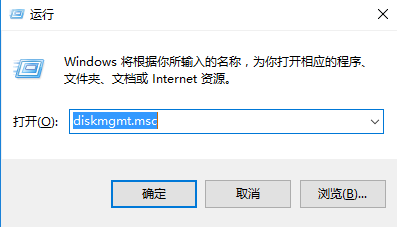 运行
Windows 将根据你所输入的名称，为你打开相应的程序、
文件夹、文档或 Internet 资源。
打开(O): diskmgmt.msc
确定 取消 浏览(B)...